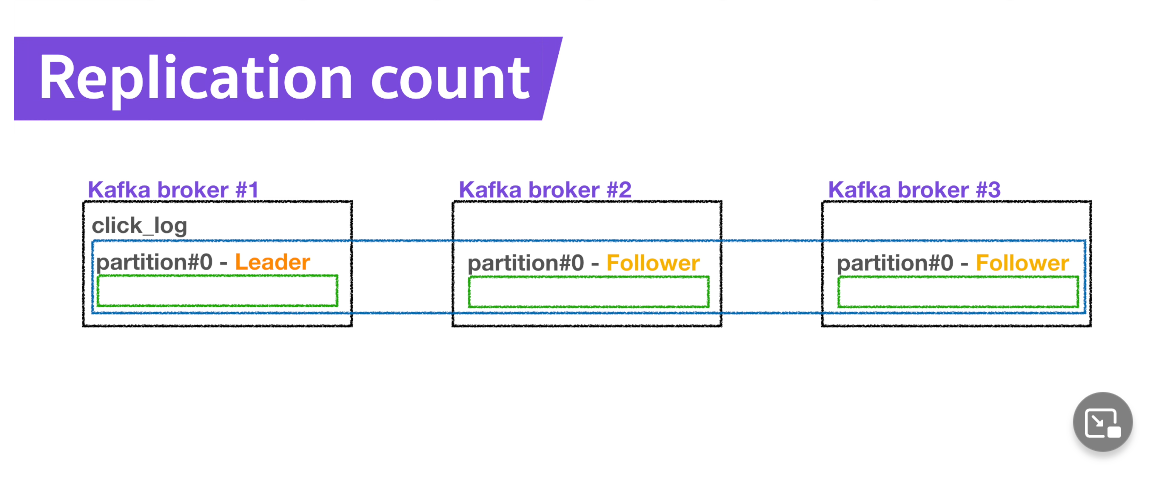 Replication count
Kafka broker #1
Kafka broker #2
Kafka broker #3
click_log
partition#0 - Leader
partition#0 - Follower
partition#0 - Follower